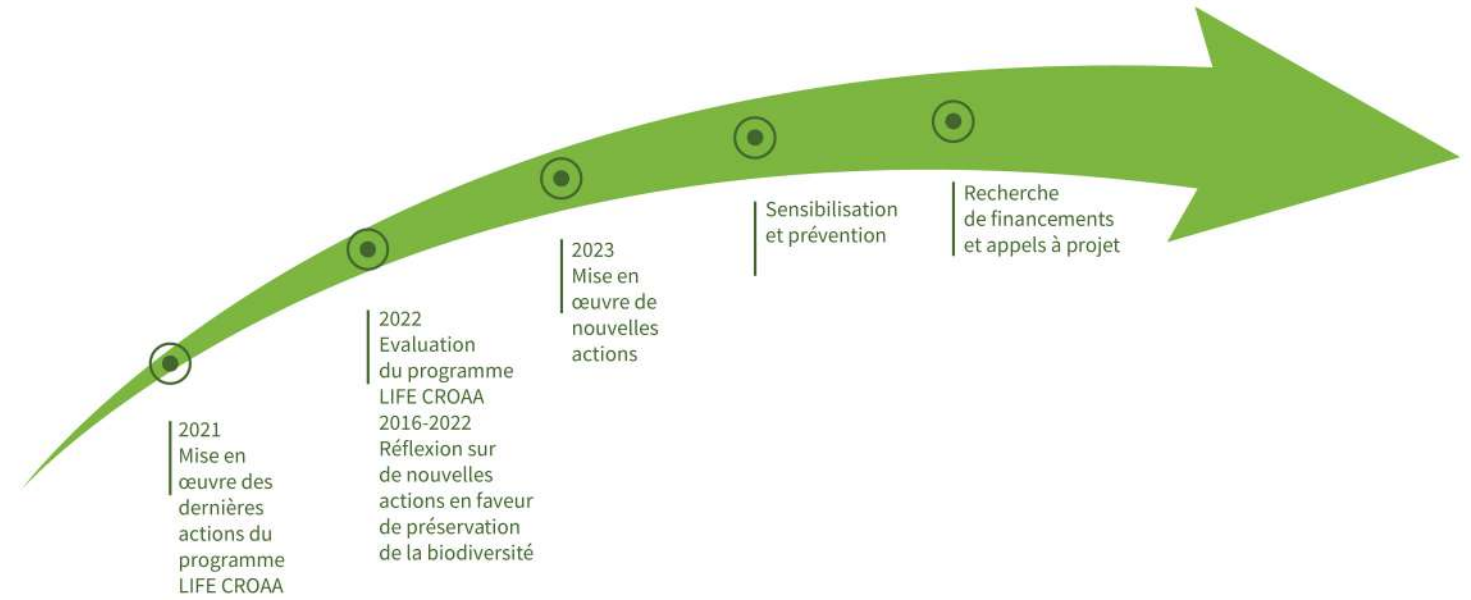 2021
Mise en
œuvre des
dernières
actions du
programme
LIFE CROAA
2022
Evaluation
du programme
LIFE CROAA
2016-2022
Réflexion sur
de nouvelles
actions en faveur
de préservation
de la biodiversité
2023
Mise en
œuvre de
nouvelles
actions
Sensibilisation
et prévention
Recherche
de financements
et appels à projet